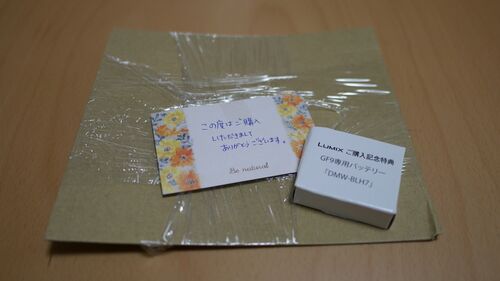 この度はご購入
いただきまして
ありがとうございます。
Be natural
LUMIX ご購入記念特典
GF9専用バッテリー
「DMW-BLH7」